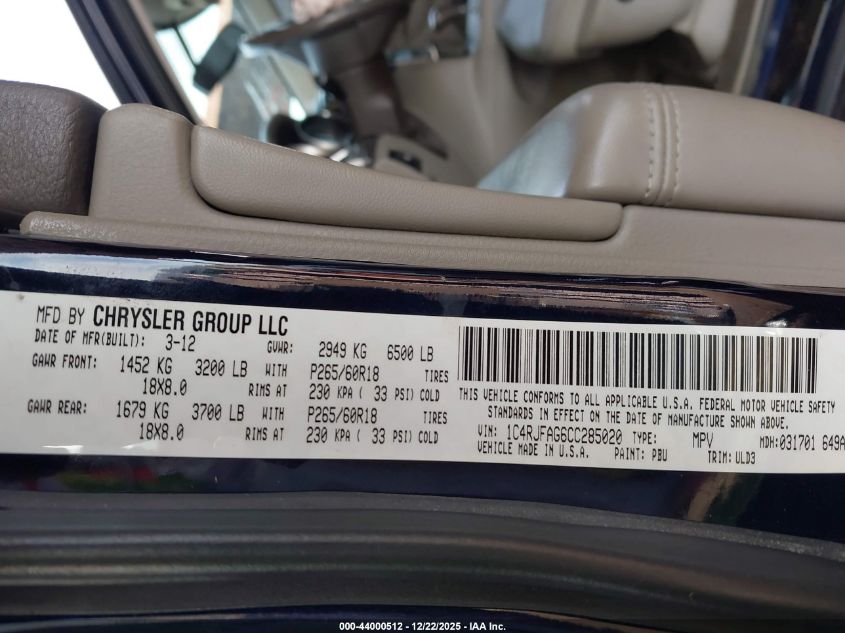 MFD BY CHRYSLER GROUP LLC
DATE OF MFR(BUILT): 3-12 GVWR: 2949 KG 6500 LB
GAWR FRONT: 1452 KG 3200 LB WITH P265/60R18 TIRES
18X8.0 RIMS AT 230 KPA ( 33 PSI) COLD
GAWR REAR: 1679 KG 3700 LB WITH P265/60R18 TIRES
18X8.0 RIMS AT 230 KPA ( 33 PSI) COLD
THIS VEHICLE CONFORMS TO ALL APPLICABLE U.S.A. FEDERAL MOTOR VEHICLE SAFETY
STANDARDS IN EFFECT ON THE DATE OF MANUFACTURE SHOWN ABOVE.
VIN: 1C4RJFAG6CC285020 TYPE: MPV MDH:031701 649A
VEHICLE MADE IN U.S.A. PAINT: PBU TRIM: ULD3
000-44000512 - 12/22/2025 - IAA Inc.